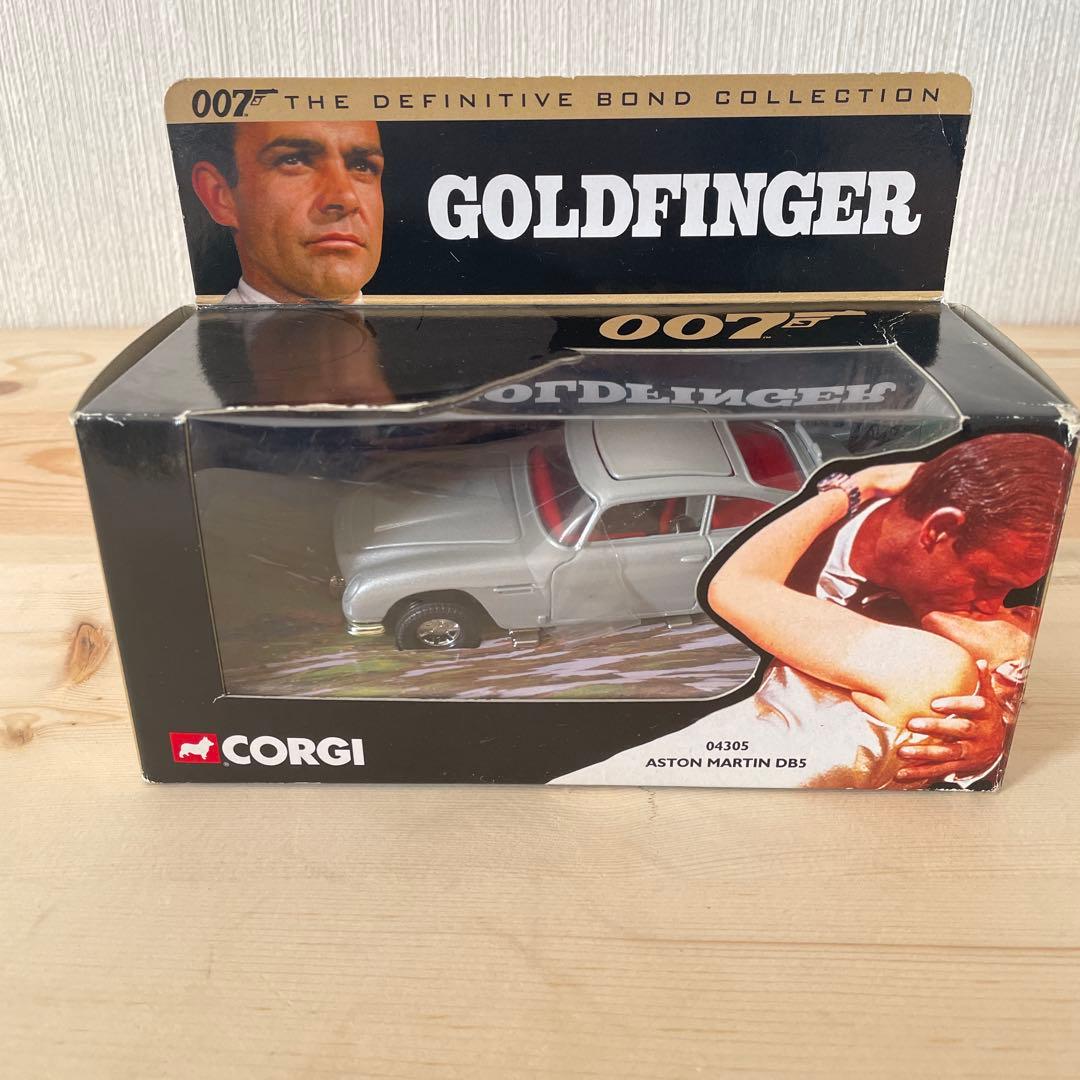 007 THE DEFINITIVE BOND COLLECTION
GOLDFINGER
007
GOLDFINGER
CORGI
04305
ASTON MARTIN DB5